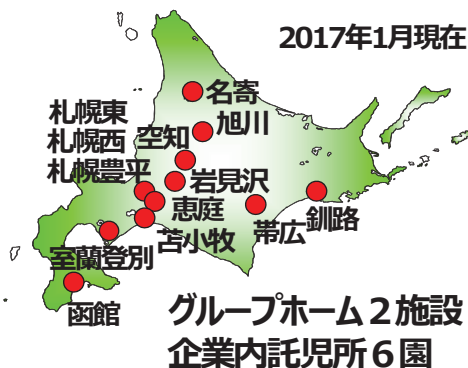 2017年1月現在
名寄
旭川
札幌東
札幌西
空知
札幌豊平
岩見沢
恵庭
釧路
帯広
苫小牧
室蘭登別
函館
グループホーム2施設
企業内託児所6園